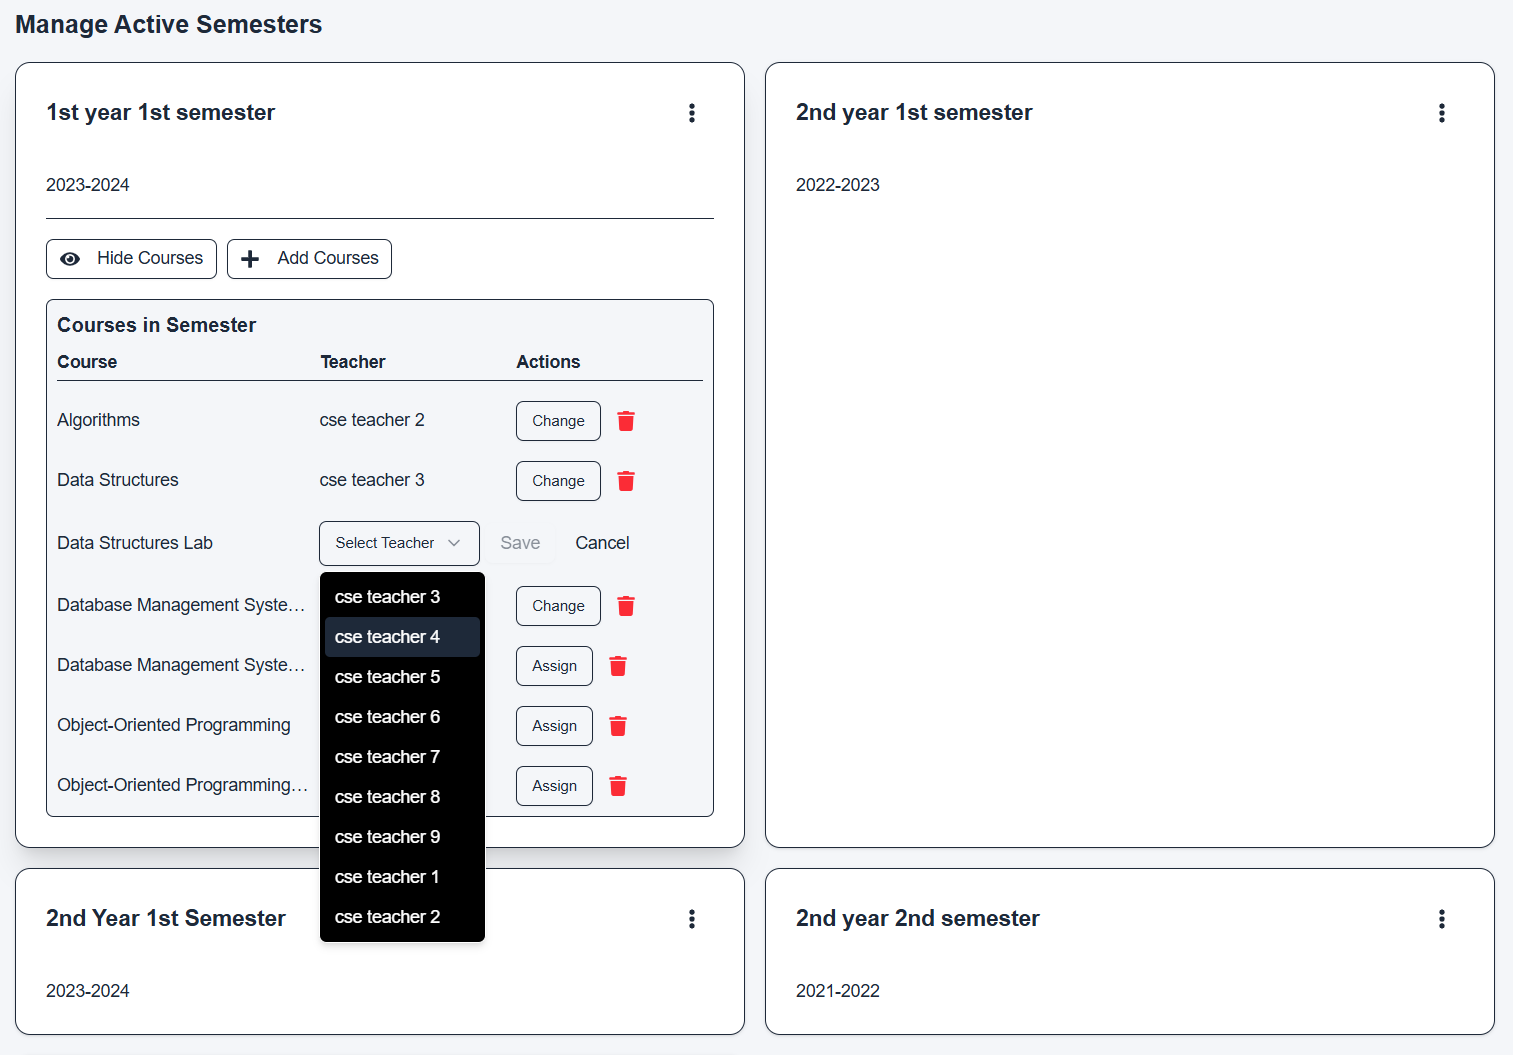 Manage Active Semesters
1st year 1st semester
2023-2024
Hide Courses
Add Courses
Courses in Semester
Course Teacher Actions
Algorithms cse teacher 2 Change
Data Structures cse teacher 3 Change
Data Structures Lab Select Teacher Save Cancel
cse teacher 3
cse teacher 4
cse teacher 5
cse teacher 6
cse teacher 7
cse teacher 8
cse teacher 9
cse teacher 1
cse teacher 2
Database Management Syste... Change
Database Management Syste... Assign
Object-Oriented Programming Assign
Object-Oriented Programming... Assign
2nd year 1st semester
2022-2023
2nd Year 1st Semester
2023-2024
2nd year 2nd semester
2021-2022